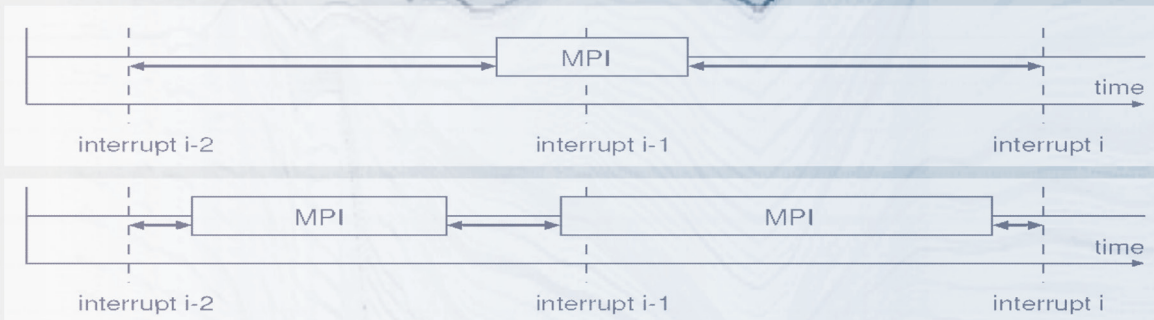 MPI
time
interrupt i-2 interrupt i-1 interrupt i
MPI MPI
time
interrupt i-2 interrupt i-1 interrupt i